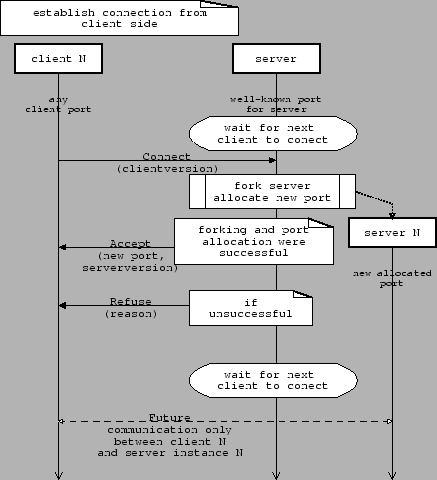 establish connection from
client side
client N
server
any
client port
well-known port
for server
wait for next
client to conect
Connect
(clientversion)
fork server
allocate new port
forking and port
allocation were
successful
server N
Accept
(new port,
serverversion)
new allocated
port
Refuse
(reason)
if
unsuccessful
wait for next
client to conect
Future
communication only
between client N
and server instance N